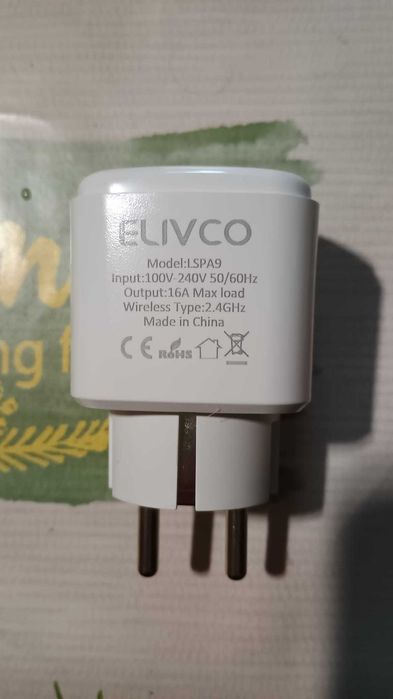 ELIVCO
Model:LSPA9
Input:100V-240V 50/60Hz
Output:16A Max load
Wireless Type:2.4GHz
Made in China
CE RoHS
ng f